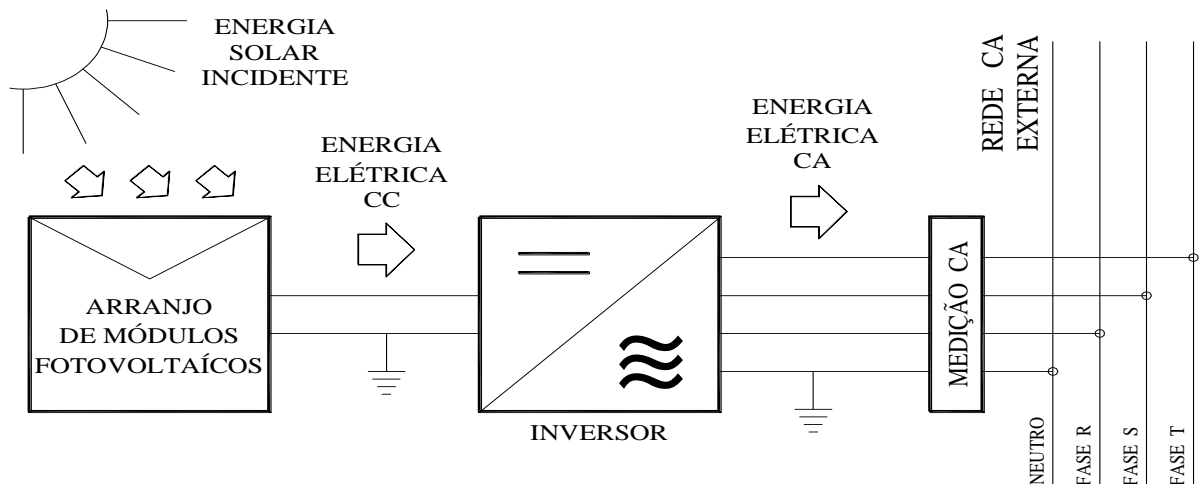 ENERGIA
SOLAR
INCIDENTE
ENERGIA
ELÉTRICA
CC
ENERGIA
ELÉTRICA
CA
REDE CA
EXTERNA
ARRANJO
DE MÓDULOS
FOTOVOLTAÍCOS
INVERSOR
MEDIÇÃO CA
NEUTRO
FASE R
FASE S
FASE T